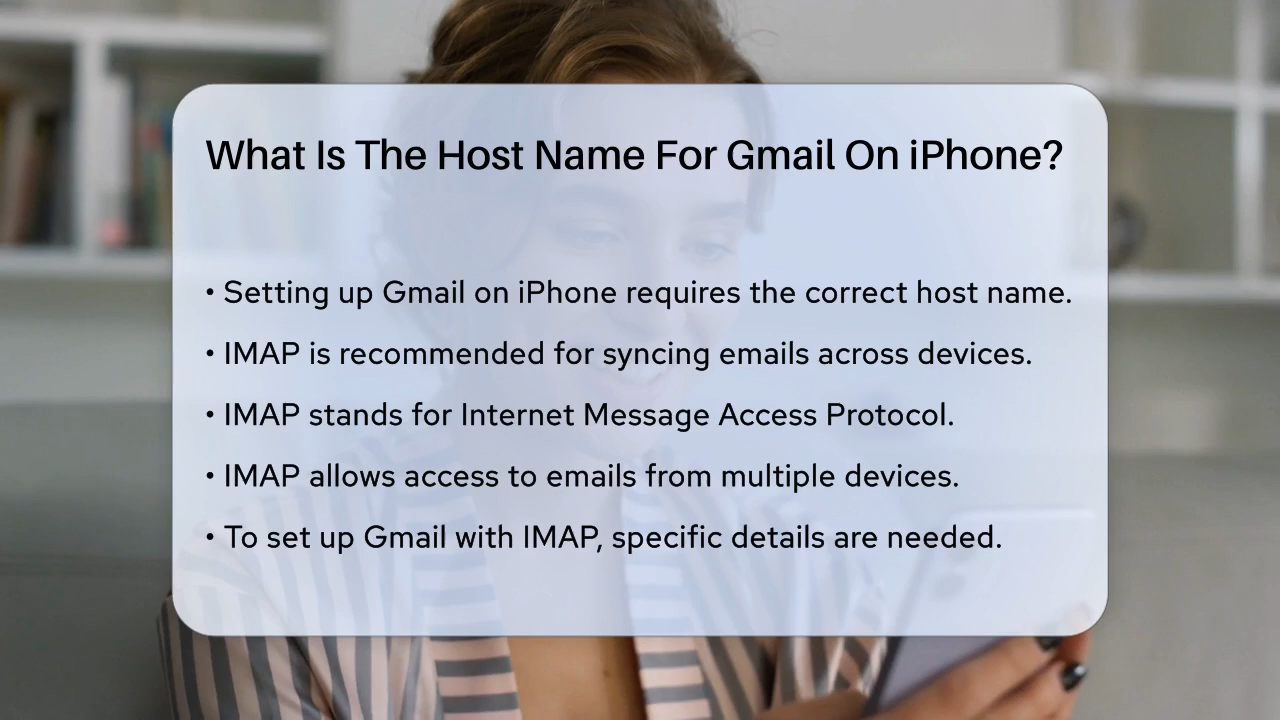 What Is The Host Name For Gmail On iPhone?
• Setting up Gmail on iPhone requires the correct host name.
• IMAP is recommended for syncing emails across devices.
• IMAP stands for Internet Message Access Protocol.
• IMAP allows access to emails from multiple devices.
• To set up Gmail with IMAP, specific details are needed.